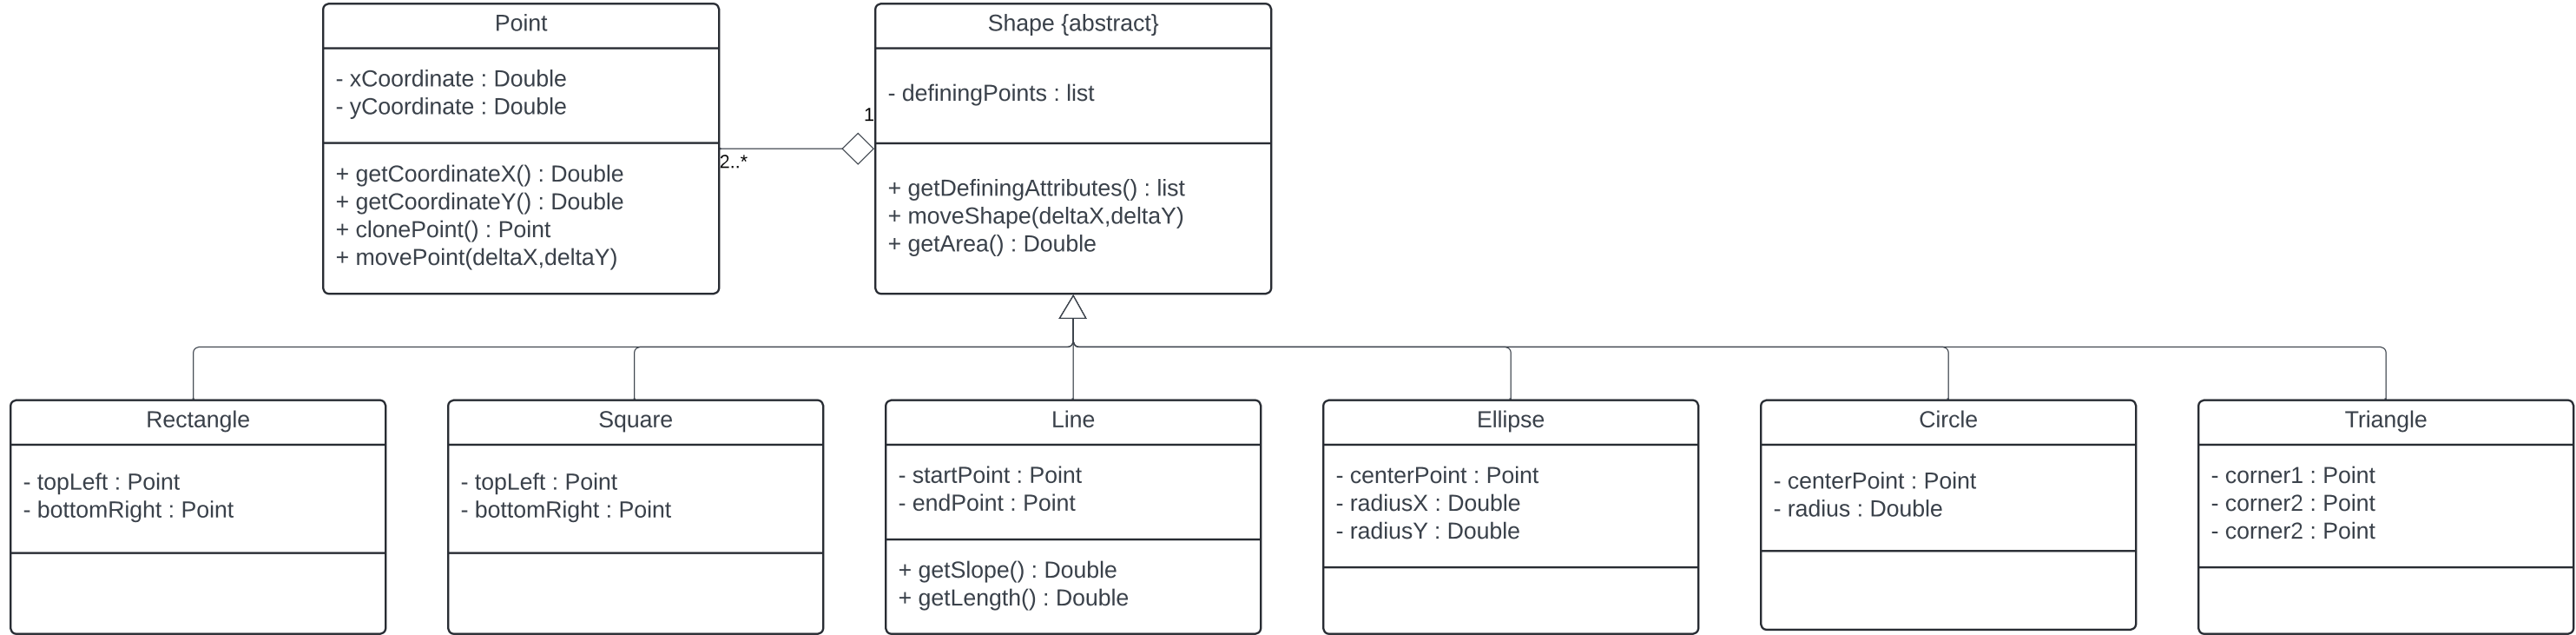 Point
- xCoordinate : Double
- yCoordinate : Double
+ getCoordinateX() : Double
+ getCoordinateY() : Double
+ clonePoint() : Point
+ movePoint(deltaX,deltaY)
2..*
1
Shape {abstract}
- definingPoints : list
+ getDefiningAttributes() : list
+ moveShape(deltaX,deltaY)
+ getArea() : Double
Rectangle
- topLeft : Point
- bottomRight : Point
Square
- topLeft : Point
- bottomRight : Point
Line
- startPoint : Point
- endPoint : Point
+ getSlope() : Double
+ getLength() : Double
Ellipse
- centerPoint : Point
- radiusX : Double
- radiusY : Double
Circle
- centerPoint : Point
- radius : Double
Triangle
- corner1 : Point
- corner2 : Point
- corner2 : Point